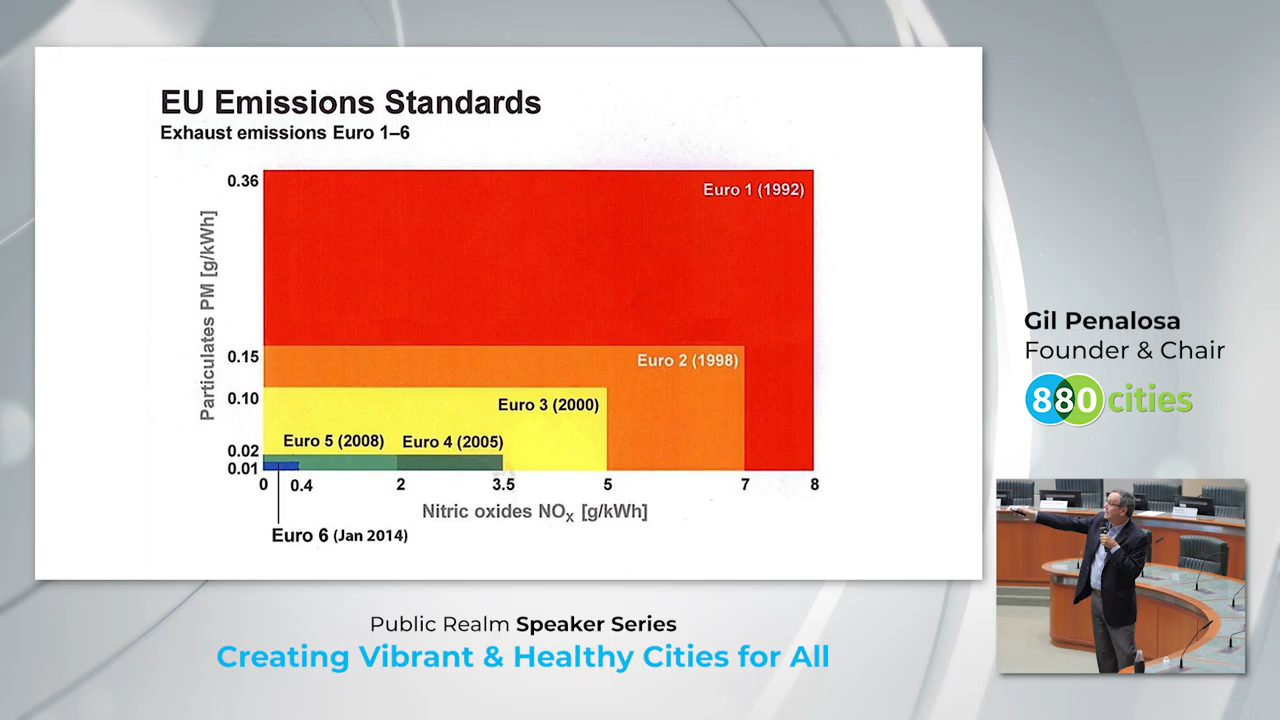 EU Emissions Standards
Exhaust emissions Euro 1–6
0.36
Euro 1 (1992)
Particulates PM [g/kWh]
0.15
Euro 2 (1998)
0.10
Euro 3 (2000)
Euro 5 (2008)
Euro 4 (2005)
0.02
0.01
0
0.4
2
3.5
5
7
8
Nitric oxides NOx [g/kWh]
Euro 6 (Jan 2014)
Gil Penalosa
Founder & Chair
880 cities
Public Realm Speaker Series
Creating Vibrant & Healthy Cities for All